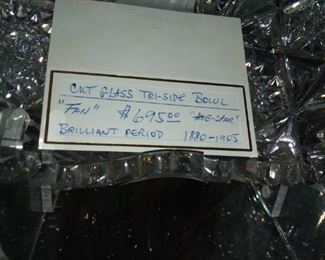 CUT GLASS TRI-SIDE BOWL
"FAN" $695.00 "HOB-STAR"
BRILLIANT PERIOD 1880-1905